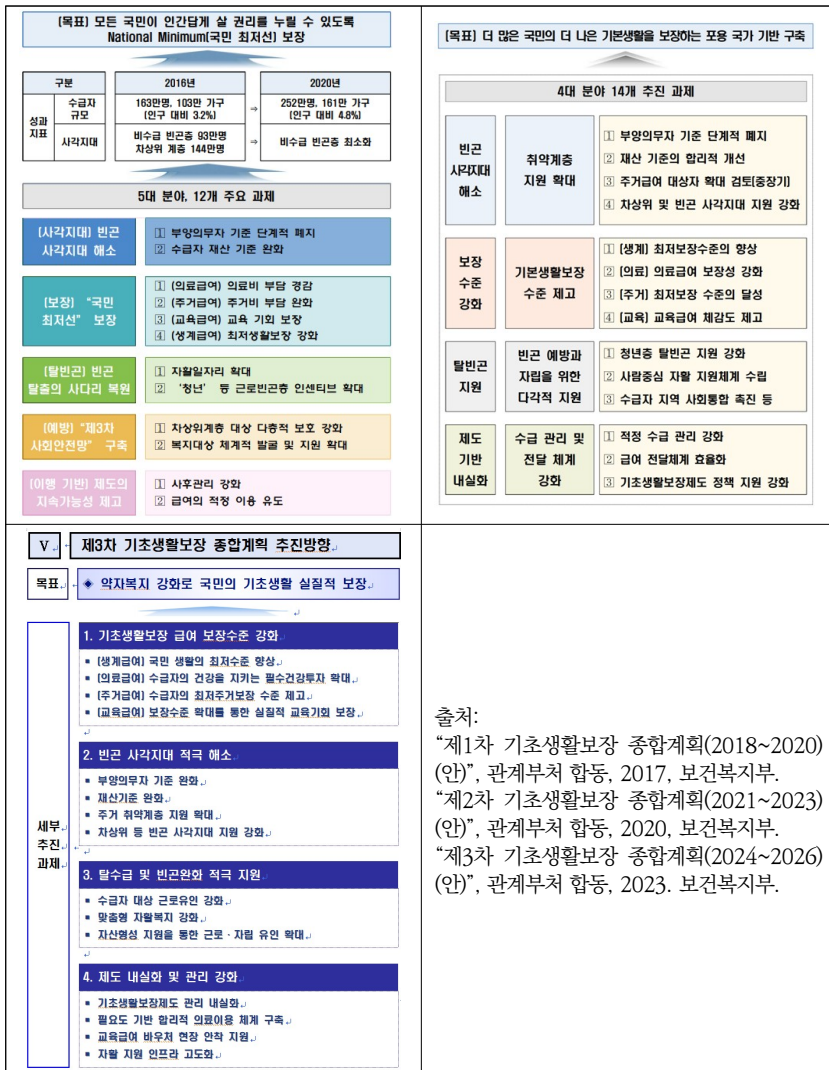 [목표] 모든 국민이 인간답게 살 권리를 누릴 수 있도록
National Minimum(국민 최저선) 보장
구분 2016년 2020년
성과
지표
수급자
규모
163만명, 103만 가구
(인구 대비 3.2%)
⇒
252만명, 161만 가구
(인구 대비 4.8%)
사각지대
비수급 빈곤층 93만명
차상위 계층 144만명
⇒
비수급 빈곤층 최소화
5대 분야, 12개 주요 과제
[사각지대] 빈곤
사각지대 해소
1 부양의무자 기준 단계적 폐지
2 수급자 재산 기준 완화
[보장] “국민
최저선” 보장
1 (의료급여) 의료비 부담 경감
2 (주거급여) 주거비 부담 완화
3 (교육급여) 교육 기회 보장
4 (생계급여) 최저생활보장 강화
[탈빈곤] 빈곤
탈출의 사다리 복원
1 자활일자리 확대
2 ‘청년’ 등 근로빈곤층 인센티브 확대
[예방] “제3차
사회안전망” 구축
1 차상위계층 대상 다층적 보호 강화
2 복지대상 체계적 발굴 및 지원 확대
[이행 기반] 제도의
지속가능성 제고
1 사후관리 강화
2 급여의 적정 이용 유도
[목표] 더 많은 국민의 더 나은 기본생활을 보장하는 포용 국가 기반 구축
4대 분야 14개 추진 과제
빈곤
사각지대
해소
취약계층
지원 확대
1 부양의무자 기준 단계적 폐지
2 재산 기준의 합리적 개선
3 주거급여 대상자 확대 검토(중장기)
4 차상위 및 빈곤 사각지대 지원 강화
보장
수준
강화
기본생활보장
수준 제고
1 [생계] 최저보장수준의 향상
2 [의료] 의료급여 보장성 강화
3 [주거] 최저보장 수준의 달성
4 [교육] 교육급여 체감도 제고
탈빈곤
지원
빈곤 예방과
자립을 위한
다각적 지원
1 청년층 탈빈곤 지원 강화
2 사람중심 자활 지원체계 수립
3 수급자 지역 사회통합 촉진 등
제도
기반
내실화
수급 관리 및
전달 체계
강화
1 적정 수급 관리 강화
2 급여 전달체계 효율화
3 기초생활보장제도 정책 지원 강화
Ⅴ 제3차 기초생활보장 종합계획 추진방향
목표 ◈ 약자복지 강화로 국민의 기초생활 실질적 보장
세부
추진
과제
1. 기초생활보장 급여 보장수준 강화
▪ (생계급여) 국민 생활의 최저수준 향상
▪ (의료급여) 수급자의 건강을 지키는 필수건강투자 확대
▪ (주거급여) 수급자의 최저주거보장 수준 제고
▪ (교육급여) 보장수준 확대를 통한 실질적 교육기회 보장
2. 빈곤 사각지대 적극 해소
▪ 부양의무자 기준 완화
▪ 재산기준 완화
▪ 주거 취약계층 지원 확대
▪ 차상위 등 빈곤 사각지대 지원 강화
3. 탈수급 및 빈곤완화 적극 지원
▪ 수급자 대상 근로유인 강화
▪ 맞춤형 자활복지 강화
▪ 자산형성 지원을 통한 근로·자립 유인 확대
4. 제도 내실화 및 관리 강화
▪ 기초생활보장제도 관리 내실화
▪ 필요도 기반 합리적 의료이용 체계 구축
▪ 교육급여 바우처 현장 안착 지원
▪ 자활 지원 인프라 고도화
출처:
“제1차 기초생활보장 종합계획(2018~2020)
(안)”, 관계부처 합동, 2017, 보건복지부.
“제2차 기초생활보장 종합계획(2021~2023)
(안)”, 관계부처 합동, 2020, 보건복지부.
“제3차 기초생활보장 종합계획(2024~2026)
(안)”, 관계부처 합동, 2023. 보건복지부.